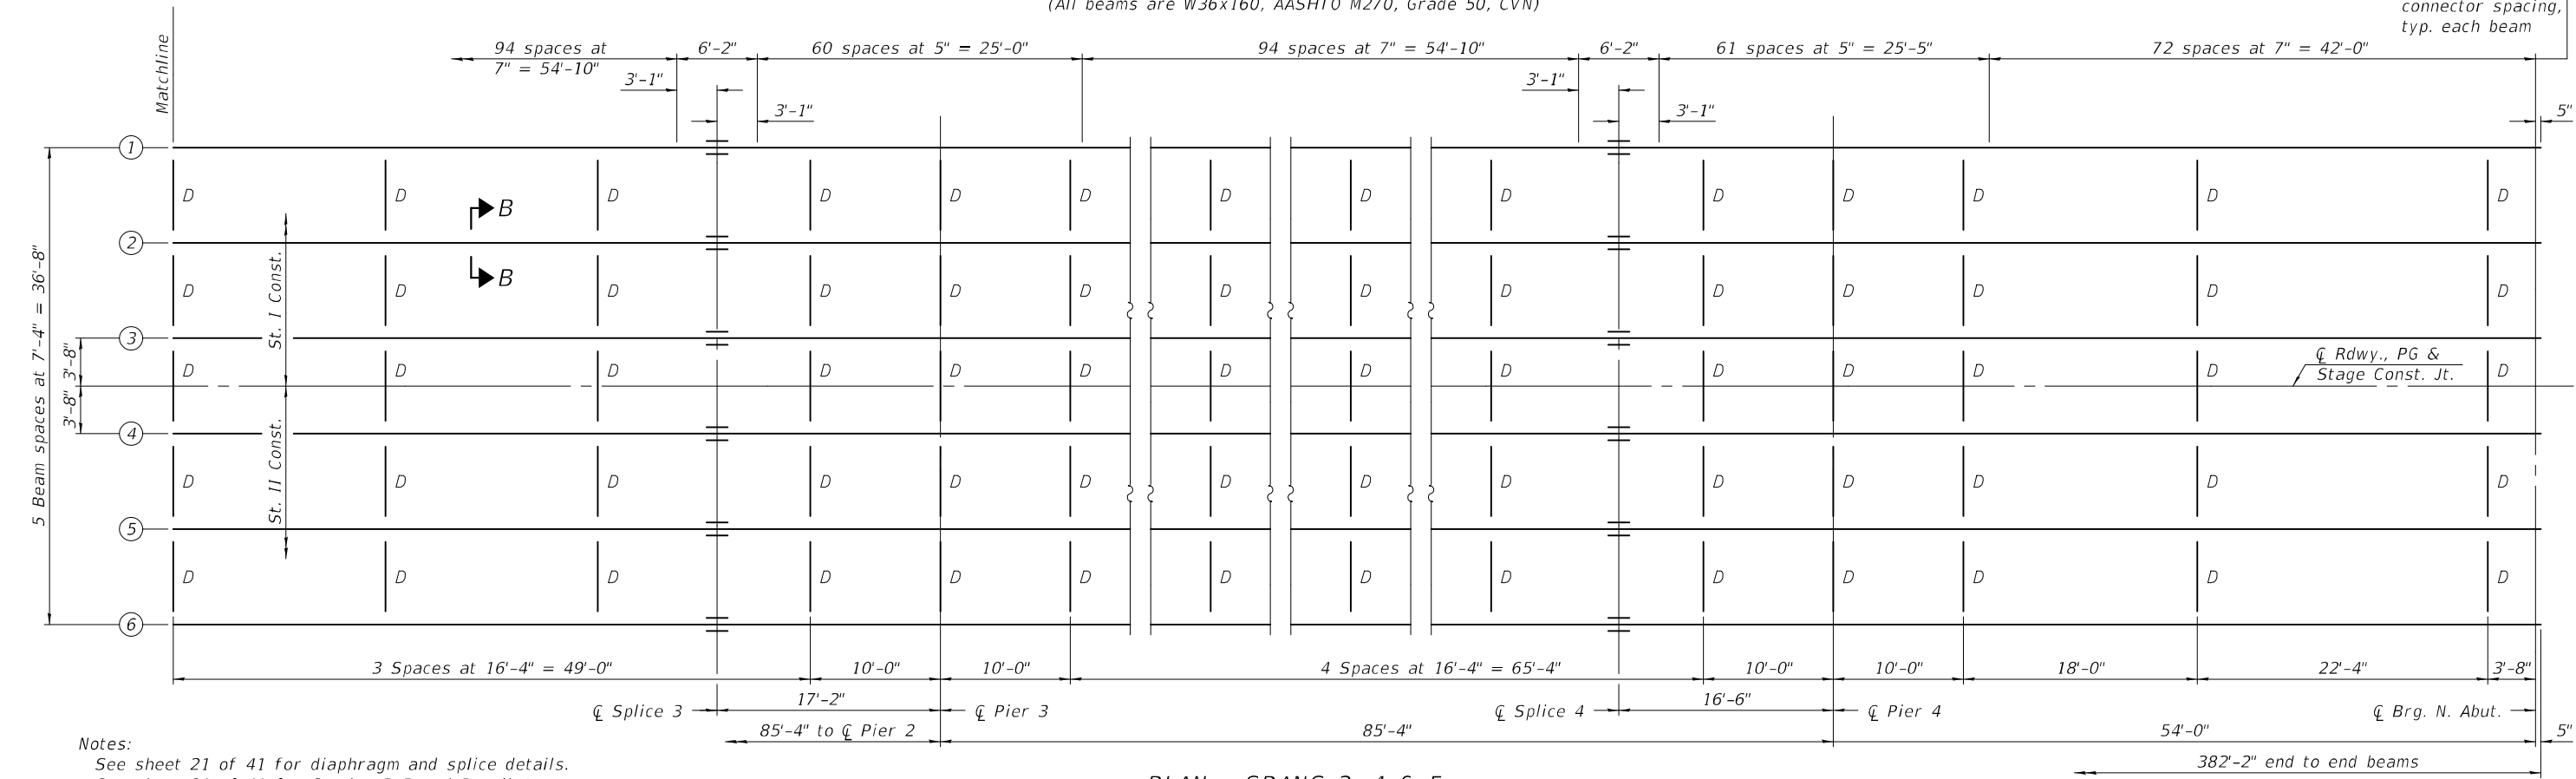 (All beams are W36x160, AASHTO M270, Grade 50, CVN)
connector spacing,
typ. each beam
Matchline
94 spaces at
7" = 54'-10"
6'-2"
60 spaces at 5" = 25'-0"
94 spaces at 7" = 54'-10"
6'-2"
61 spaces at 5" = 25'-5"
72 spaces at 7" = 42'-0"
3'-1"
3'-1"
3'-1"
3'-1"
5"
1
D D D D D D D D D D D D D D
B
2
B
D D D D D D D D D D D D D D
St. I Const.
5 Beam spaces at 7'-4" = 36'-8"
3
3'-8"
D D D D D D D D D D D D D D
℄ Rdwy., PG &
Stage Const. Jt.
3'-8"
4
St. II Const.
D D D D D D D D D D D D D D
5
D D D D D D D D D D D D D D
6
3 Spaces at 16'-4" = 49'-0"
10'-0"
10'-0"
4 Spaces at 16'-4" = 65'-4"
10'-0"
10'-0"
18'-0"
22'-4"
3'-8"
℄ Splice 3
17'-2"
℄ Pier 3
℄ Splice 4
16'-6"
℄ Pier 4
℄ Brg. N. Abut.
85'-4" to ℄ Pier 2
85'-4"
54'-0"
5"
382'-2" end to end beams
Notes:
See sheet 21 of 41 for diaphragm and splice details.